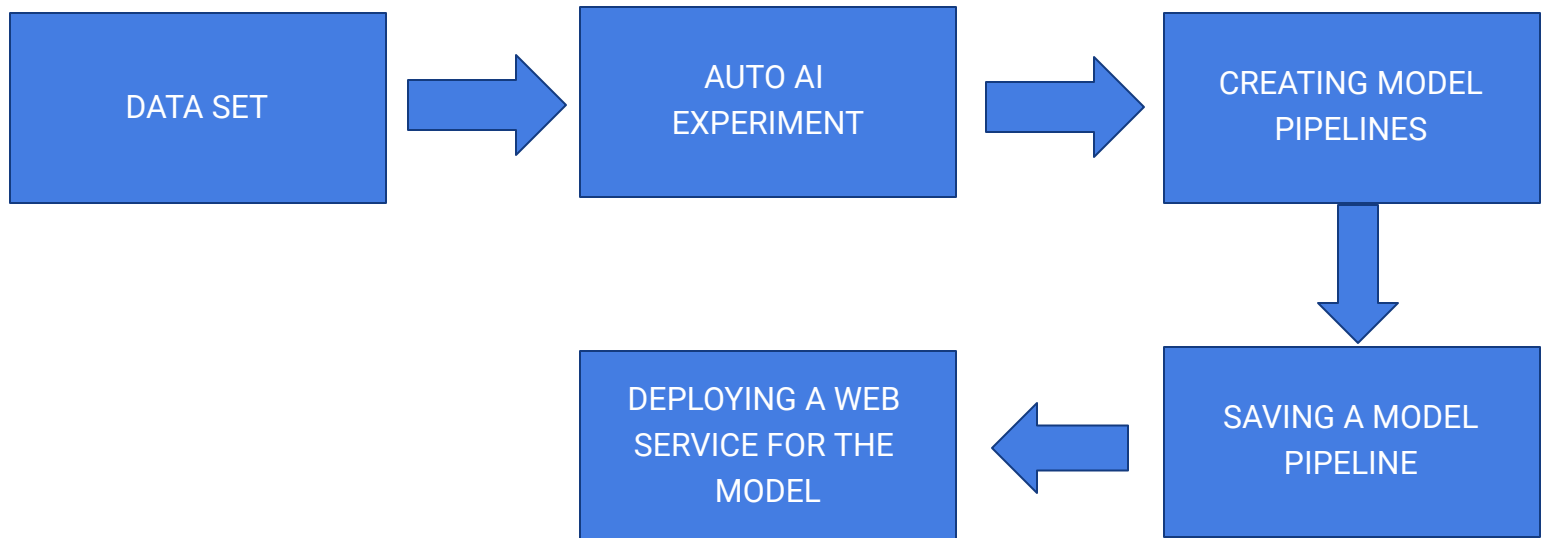 DATA SET
AUTO AI
EXPERIMENT
CREATING MODEL
PIPELINES
SAVING A MODEL
PIPELINE
DEPLOYING A WEB
SERVICE FOR THE
MODEL